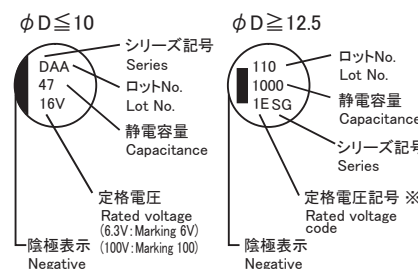 φD≦10
シリーズ記号
Series
DAA
47
16V
ロットNo.
Lot No.
静電容量
Capacitance
定格電圧
Rated voltage
(6.3V:Marking 6V)
(100V:Marking 100)
陰極表示
Negative
φD≧12.5
110
1000
1E SG
ロットNo.
Lot No.
静電容量
Capacitance
シリーズ記号
Series
定格電圧記号 ※
Rated voltage
code
陰極表示
Negative